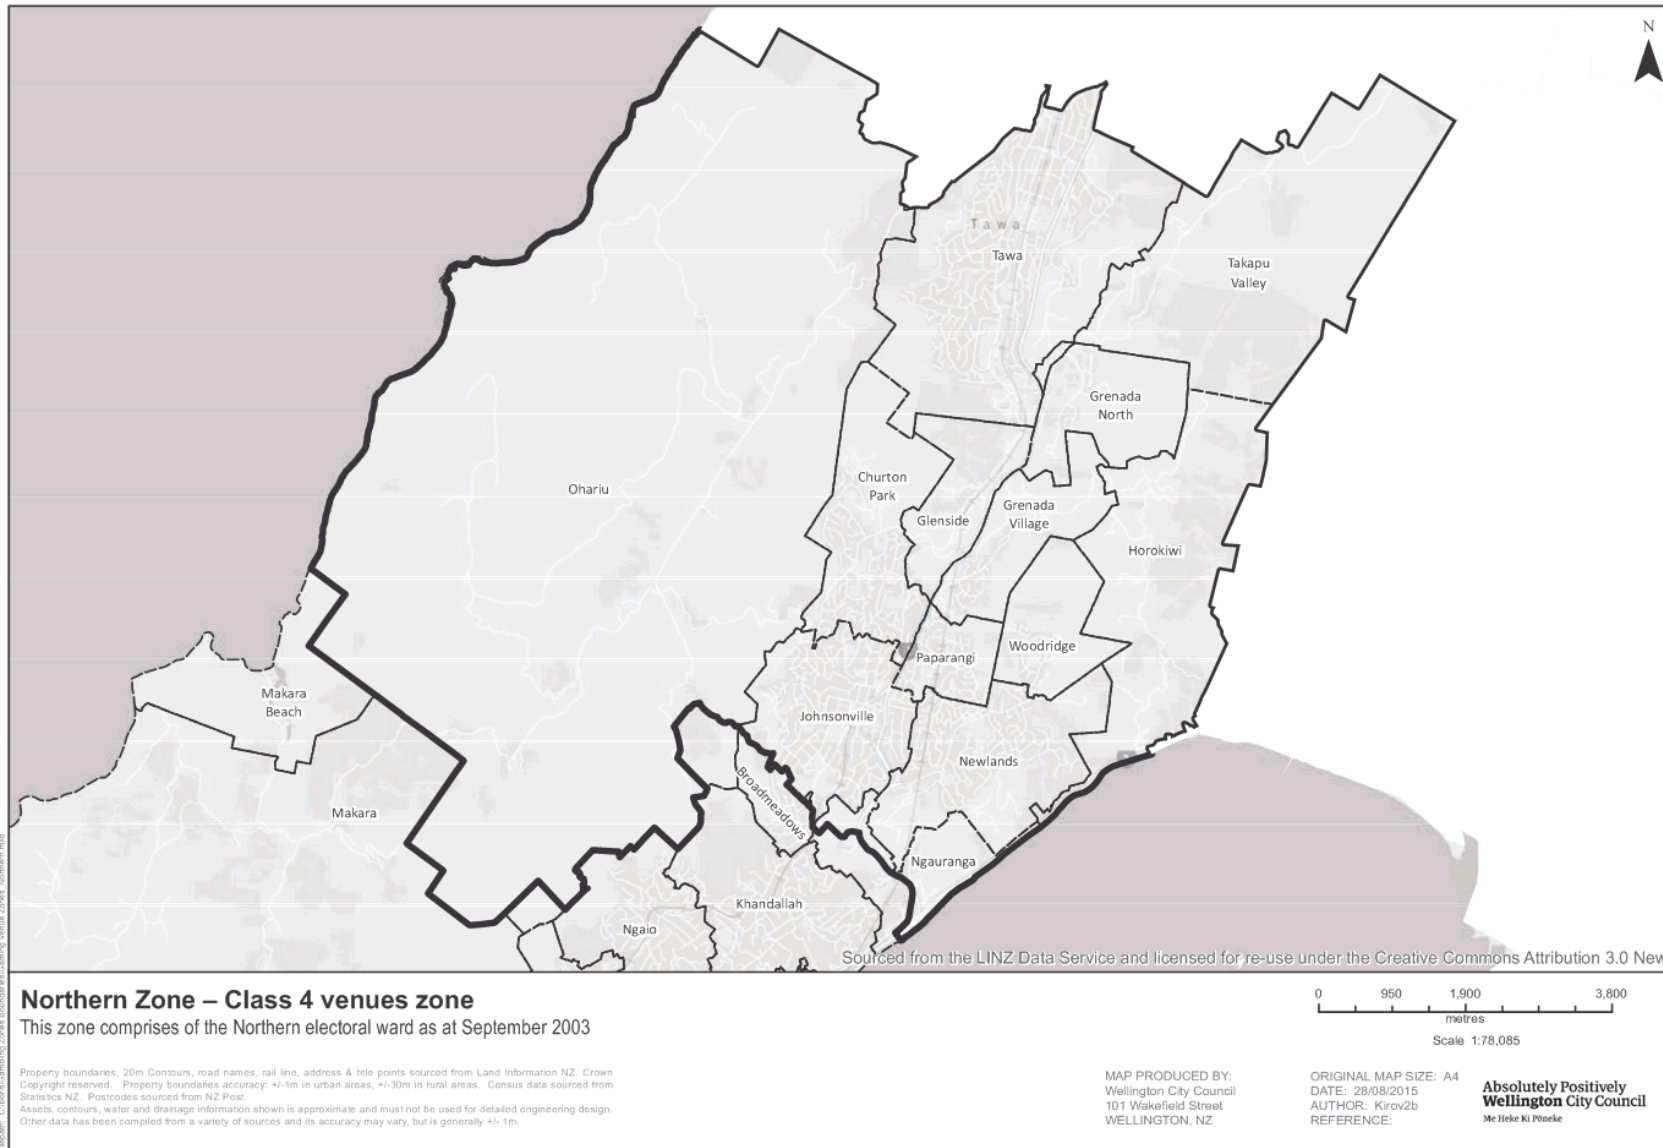 N
Tawa
Tawa
Takapu
Valley
Grenada
North
Ohariu
Churton
Park
Glenside
Grenada
Village
Horokiwi
Woodridge
Paparangi
Makara
Beach
Johnsonville
Newlands
Broadmeadows
Makara
Ngauranga
Khandallah
Ngaio
Sourced from the LINZ Data Service and licensed for re-use under the Creative Commons Attribution 3.0 New
Northern Zone – Class 4 venues zone
This zone comprises of the Northern electoral ward as at September 2003
0 950 1,900 3,800
metres
Scale 1:78,085
Property boundaries, 20m Contours, road names, rail line, address & title points sourced from Land Information NZ. Crown
Copyright reserved. Property boundaries accuracy: +/-1m in urban areas, +/-30m in rural areas. Census data sourced from
Statistics NZ. Postcodes sourced from NZ Post.
Assets, contours, water and drainage information shown is approximate and must not be used for detailed engineering design.
Other data has been compiled from a variety of sources and its accuracy may vary, but is generally +/- 1m.
MAP PRODUCED BY:
Wellington City Council
101 Wakefield Street
WELLINGTON, NZ
ORIGINAL MAP SIZE: A4
DATE: 28/08/2015
AUTHOR: Kirov2b
REFERENCE:
Absolutely Positively
Wellington City Council
Me Heke Ki Pōneke